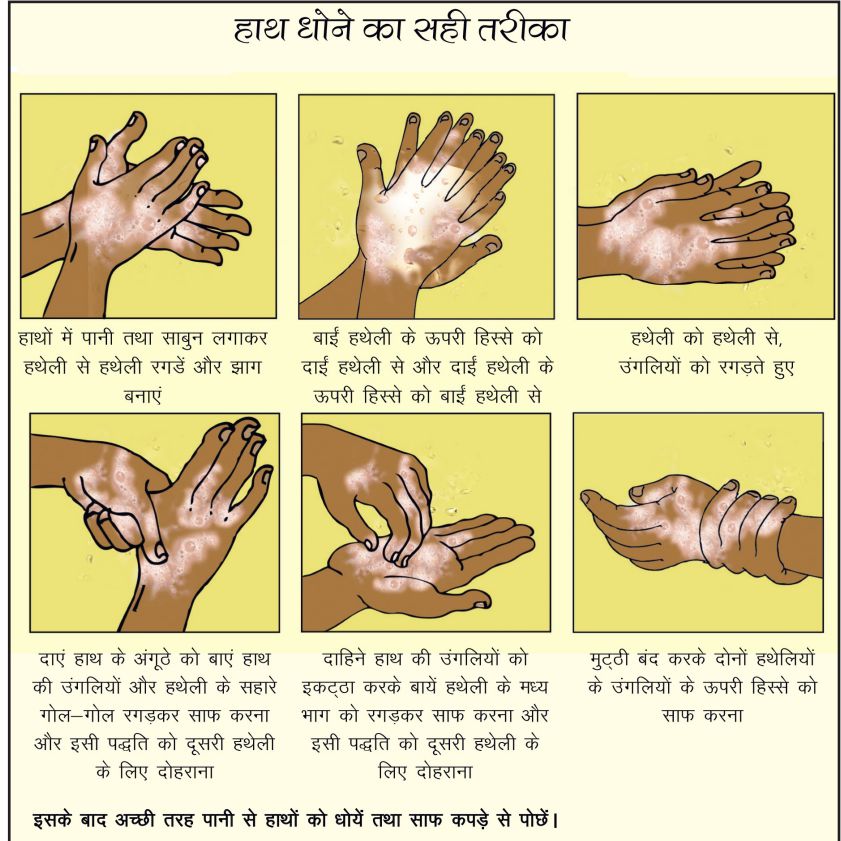 हाथ धोने का सही तरीका
हाथों में पानी तथा साबुन लगाकर
हथेली से हथेली रगडें और झाग
बनाएं
बाईं हथेली के ऊपरी हिस्से को
दाईं हथेली से और दाईं हथेली के
ऊपरी हिस्से को बाईं हथेली से
हथेली को हथेली से,
उंगलियों को रगड़ते हुए
दाएं हाथ के अंगूठे को बाएं हाथ
की उंगलियों और हथेली के सहारे
गोल–गोल रगड़कर साफ करना
और इसी पद्धति को दूसरी हथेली
के लिए दोहराना
दाहिने हाथ की उंगलियों को
इकट्ठा करके बायें हथेली के मध्य
भाग को रगड़कर साफ करना और
इसी पद्धति को दूसरी हथेली के
लिए दोहराना
मुट्ठी बंद करके दोनों हथेलियों
के उंगलियों के ऊपरी हिस्से को
साफ करना
इसके बाद अच्छी तरह पानी से हाथों को धोयें तथा साफ कपड़े से पोछें।